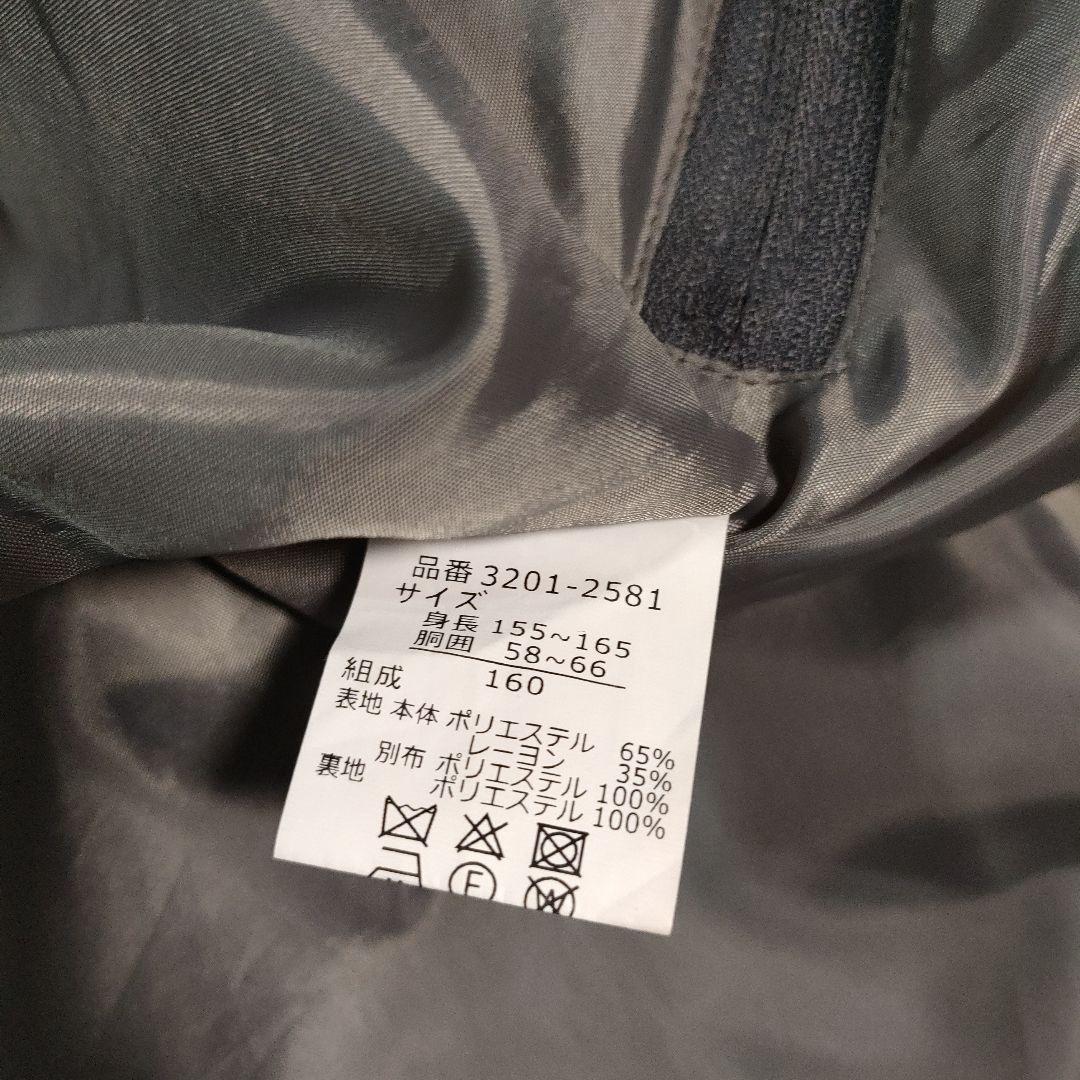 品番 3201-2581
サイズ
身長 155~165
胴囲 58~66
160
組成
表地 本体 ポリエステル 65%
レーヨン 35%
別布 ポリエステル 100%
裏地 ポリエステル 100%
F
W